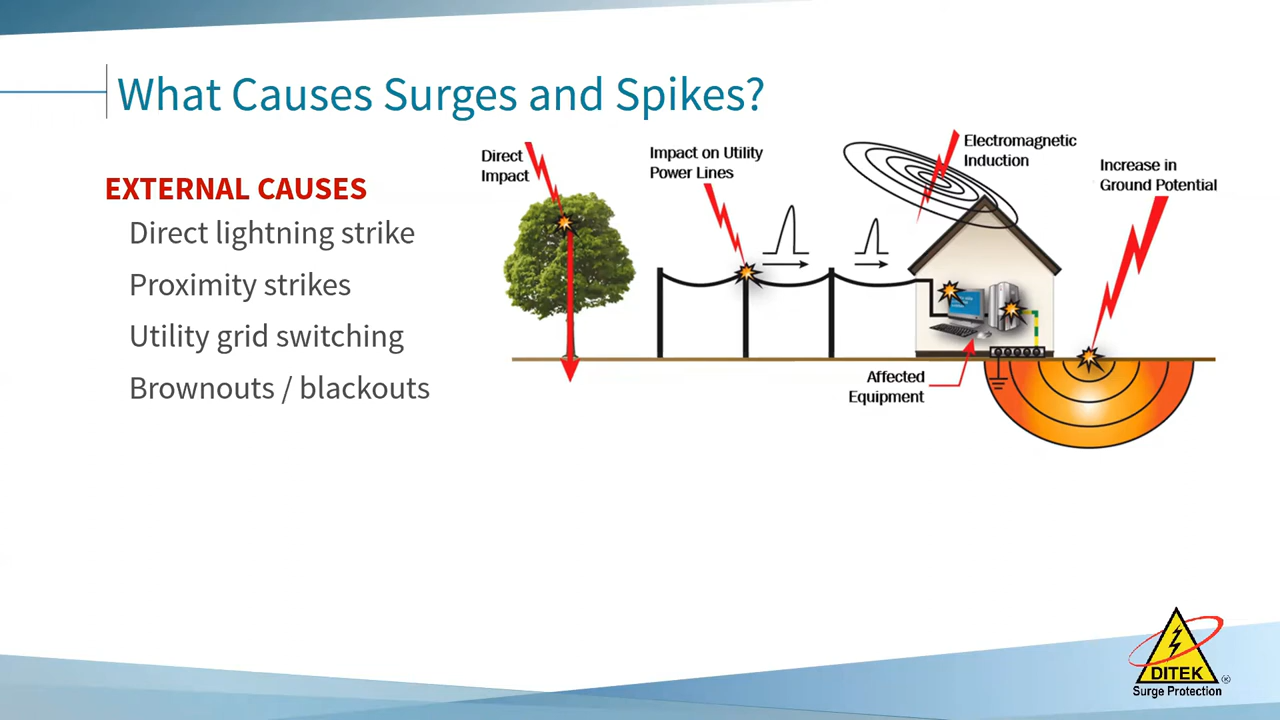 What Causes Surges and Spikes?
EXTERNAL CAUSES
Direct lightning strike
Proximity strikes
Utility grid switching
Brownouts / blackouts
Direct
Impact
Impact on Utility
Power Lines
Electromagnetic
Induction
Increase in
Ground Potential
Affected
Equipment
DITEK
®
Surge Protection